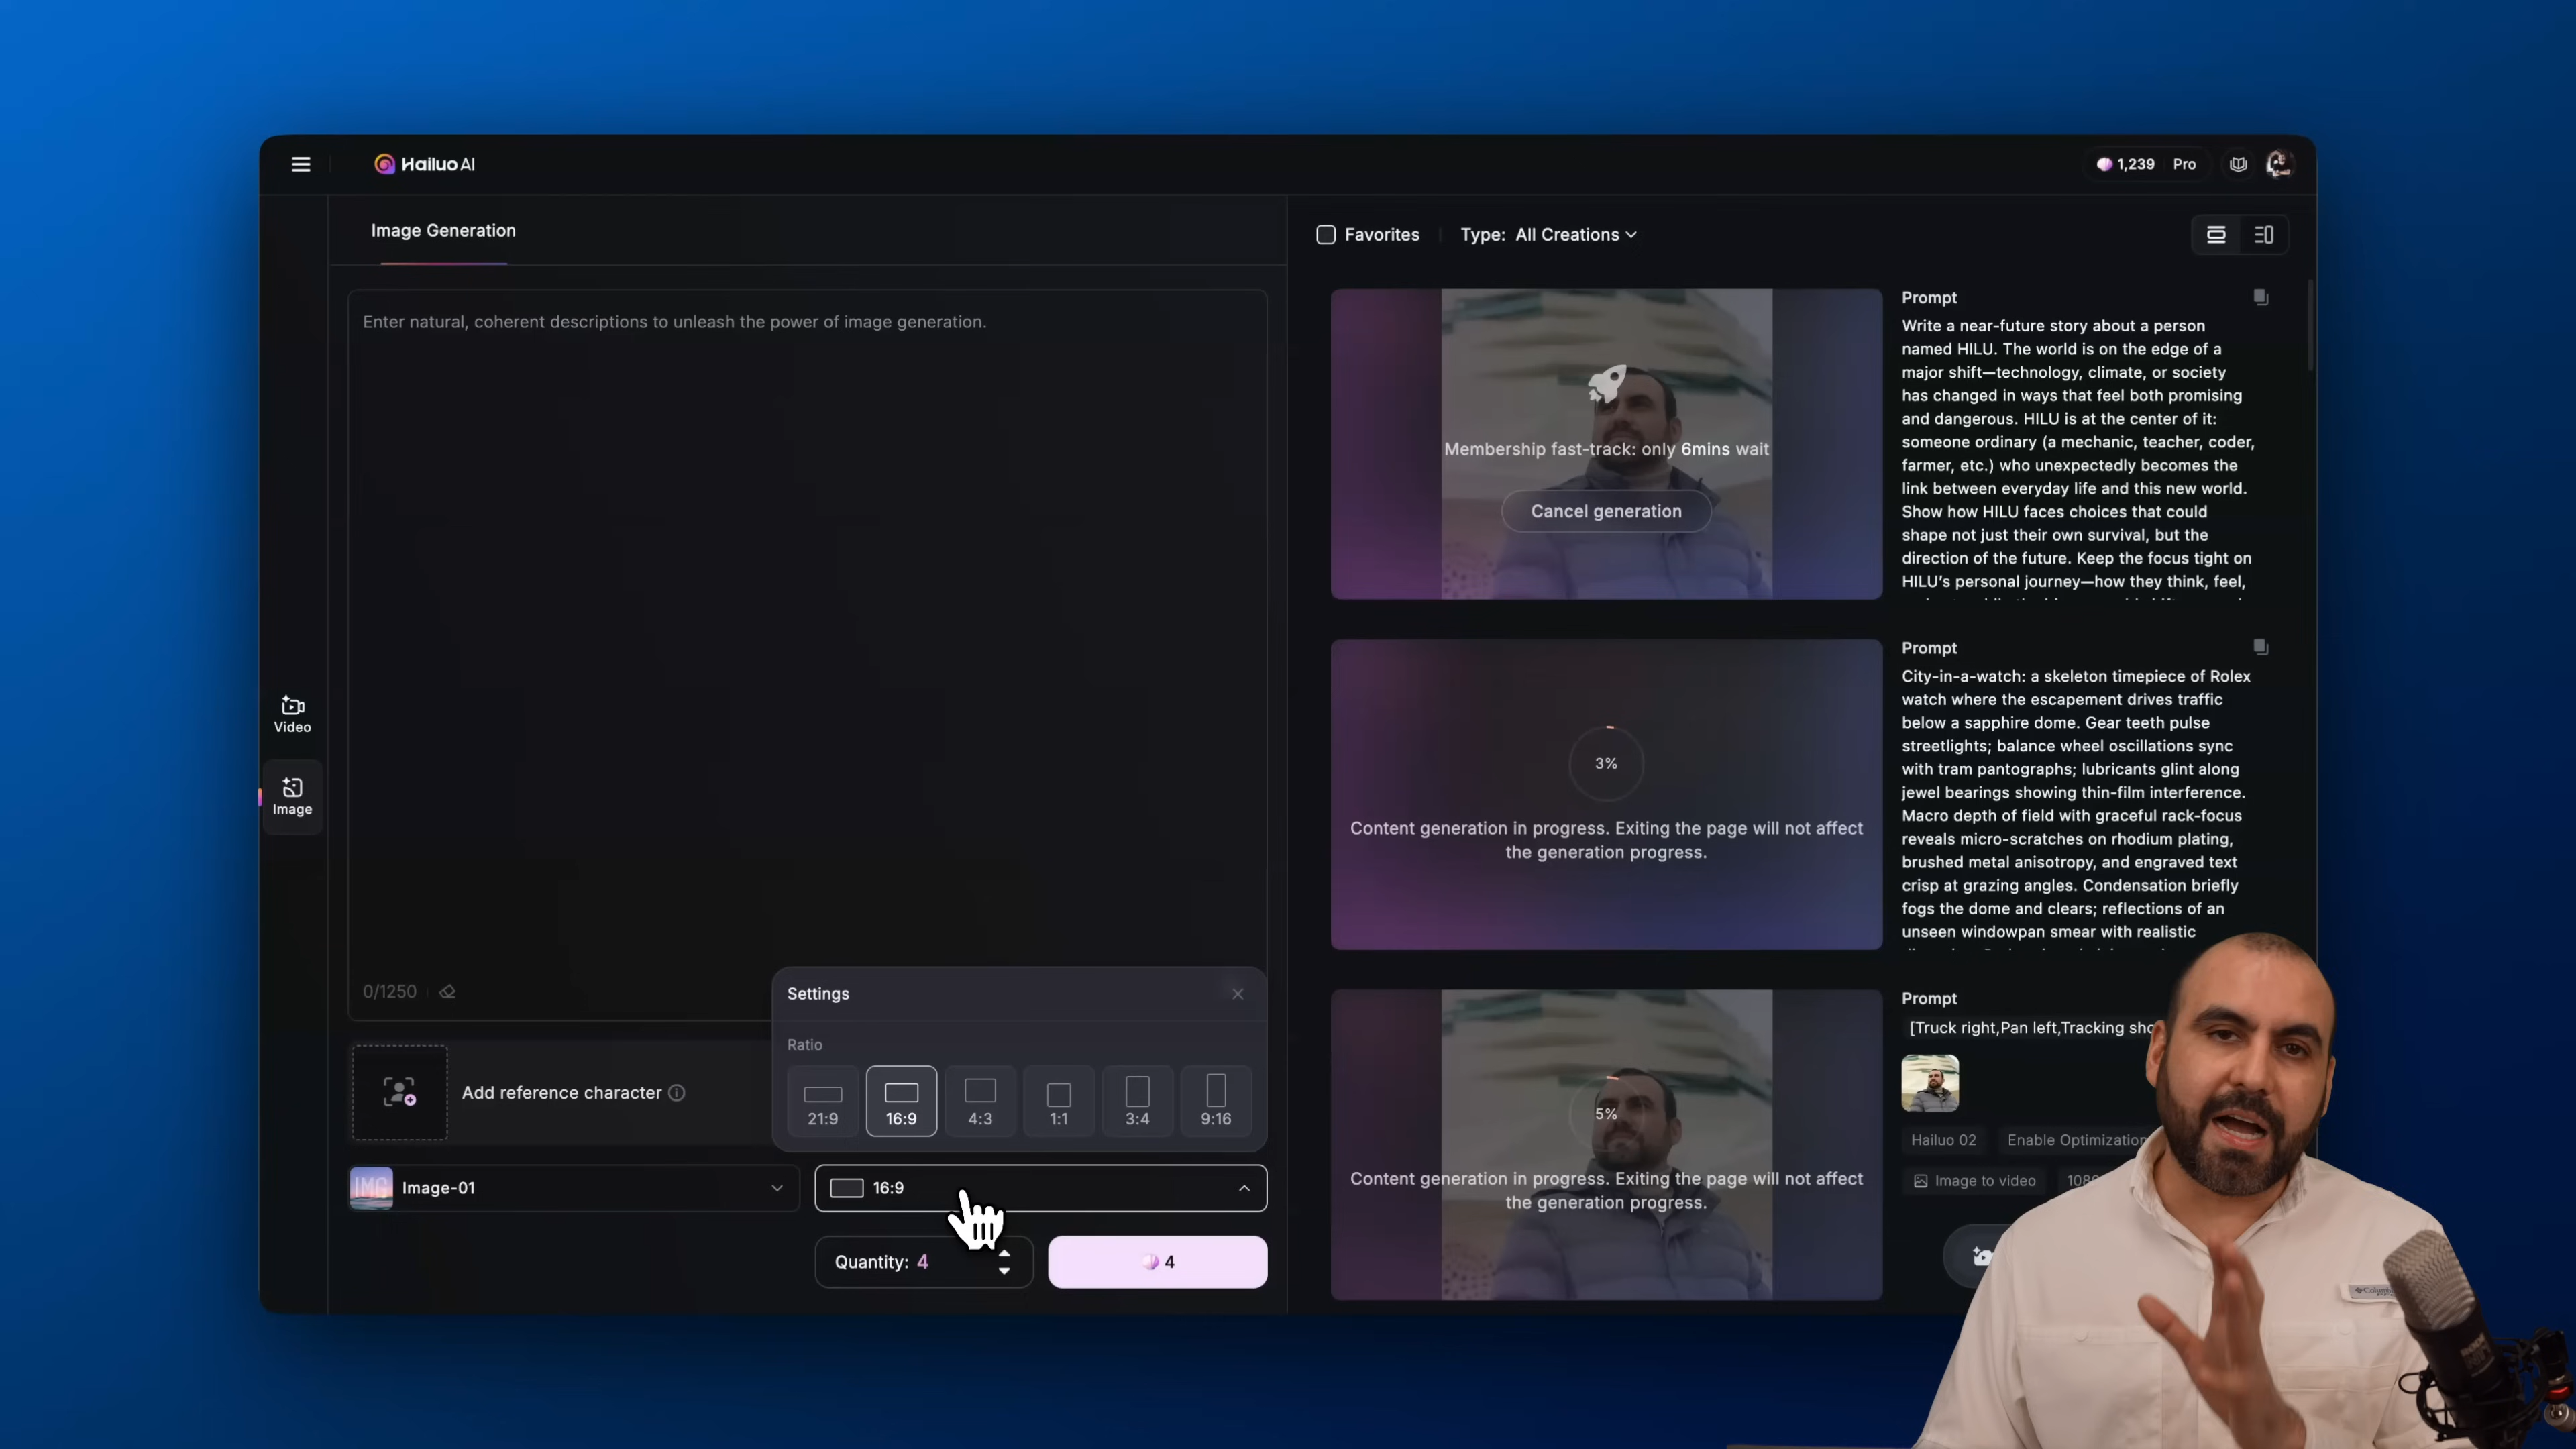 Hailuo AI
1,239 Pro
Image Generation
Favorites
Type: All Creations
Enter natural, coherent descriptions to unleash the power of image generation.
0/1250
Video
Image
Settings
Ratio
21:9
16:9
4:3
1:1
3:4
9:16
Add reference character
Image-01
16:9
Quantity: 4
4
Membership fast-track: only 6mins wait
Cancel generation
Prompt
Write a near-future story about a person
named HILU. The world is on the edge of a
major shift—technology, climate, or society
has changed in ways that feel both promising
and dangerous. HILU is at the center of it:
someone ordinary (a mechanic, teacher, coder,
farmer, etc.) who unexpectedly becomes the
link between everyday life and this new world.
Show how HILU faces choices that could
shape not just their own survival, but the
direction of the future. Keep the focus tight on
HILU's personal journey—how they think, feel,
3%
Content generation in progress. Exiting the page will not affect
the generation progress.
Prompt
City-in-a-watch: a skeleton timepiece of Rolex
watch where the escapement drives traffic
below a sapphire dome. Gear teeth pulse
streetlights; balance wheel oscillations sync
with tram pantographs; lubricants glint along
jewel bearings showing thin-film interference.
Macro depth of field with graceful rack-focus
reveals micro-scratches on rhodium plating,
brushed metal anisotropy, and engraved text
crisp at grazing angles. Condensation briefly
fogs the dome and clears; reflections of an
unseen windowpan smear with realistic
5%
Content generation in progress. Exiting the page will not affect
the generation progress.
Prompt
[Truck right,Pan left,Tracking sho
Hailuo 02
Enable Optimization
Image to video
108
Columbia